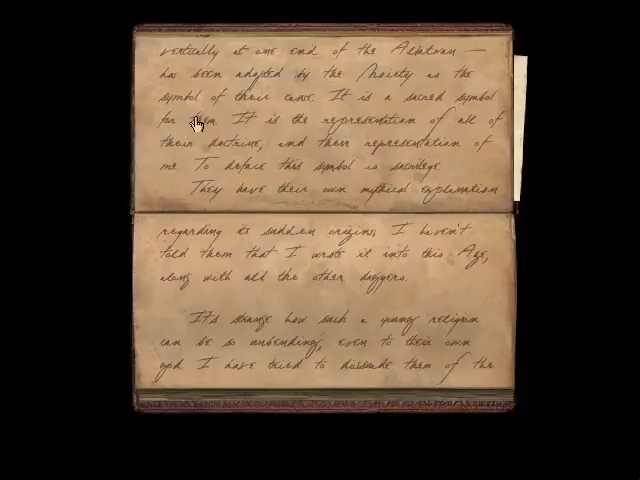 vertically at one end of the Allatwan —
has been adopted by the Moiety as the
symbol of their cause. It is a sacred symbol
for them. It is the representation of all of
their doctrine, and their representation of
me. To deface this symbol is sacrilege.
They have their own mythical explanation
regarding its sudden origins; I haven't
told them that I wrote it into this Age,
along with all the other daggers.
It's strange how such a young religion
can be so unbending, even to their own
god. I have tried to dissuade them of the